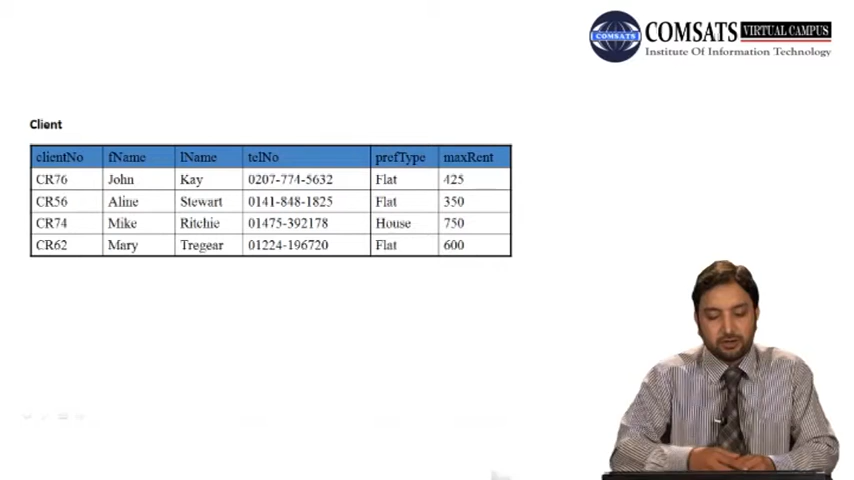 COMSATS VIRTUAL CAMPUS
Institute Of Information Technology
COMSATS
Client
clientNo fName lName telNo prefType maxRent
CR76 John Kay 0207-774-5632 Flat 425
CR56 Aline Stewart 0141-848-1825 Flat 350
CR74 Mike Ritchie 01475-392178 House 750
CR62 Mary Tregear 01224-196720 Flat 600